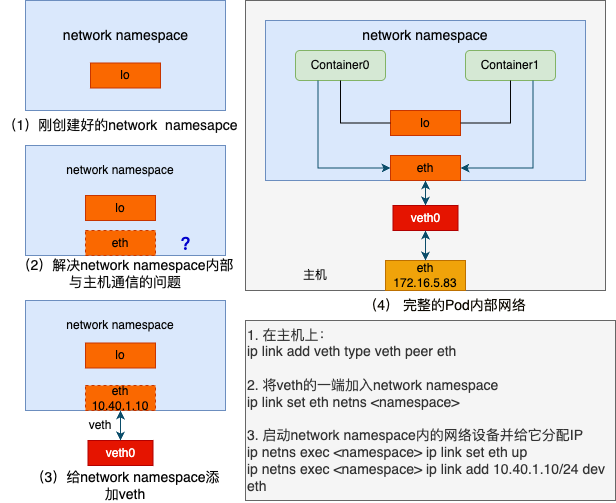 network namespace
lo
（1）刚创建好的network namesapce
network namespace
lo
eth
?
（2）解决network namespace内部
与主机通信的问题
network namespace
lo
eth
10.40.1.10
veth
veth0
（3）给network namespace添
加veth
network namespace
Container0
Container1
lo
eth
veth0
主机
eth
172.16.5.83
（4） 完整的Pod内部网络
1. 在主机上：
ip link add veth type veth peer eth
2. 将veth的一端加入network namespace
ip link set eth netns <namespace>
3. 启动network namespace内的网络设备并给它分配IP
ip netns exec <namespace> ip link set eth up
ip netns exec <namespace> ip link add 10.40.1.10/24 dev
eth